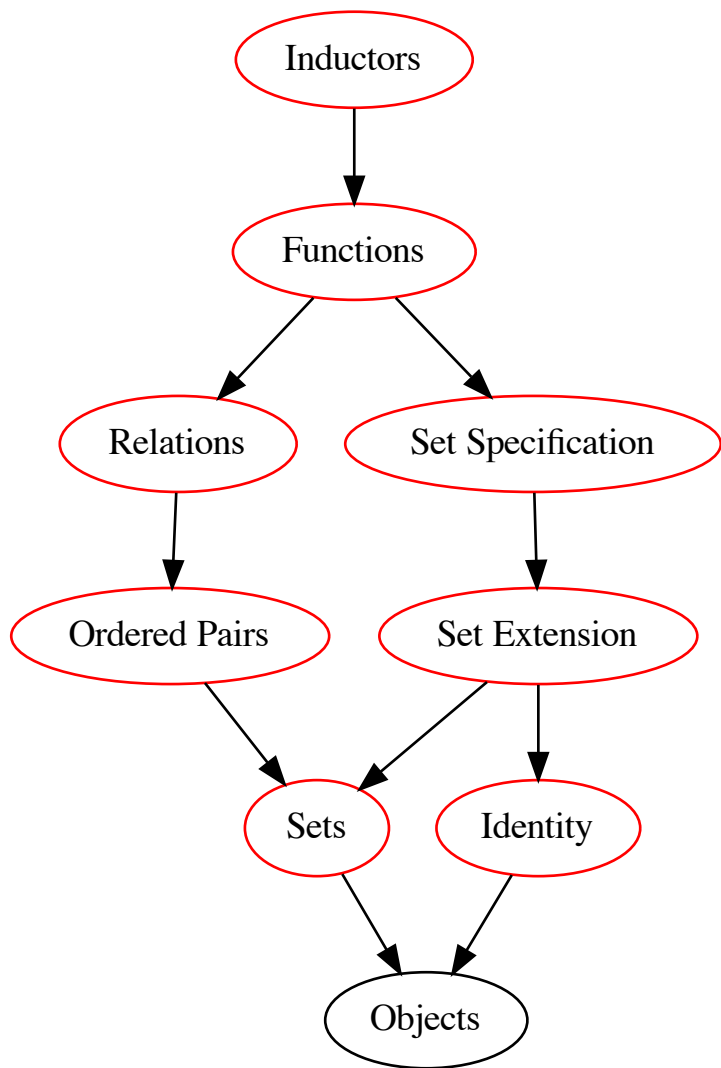 Inductors
Functions
Relations
Set Specification
Ordered Pairs
Set Extension
Sets
Identity
Objects